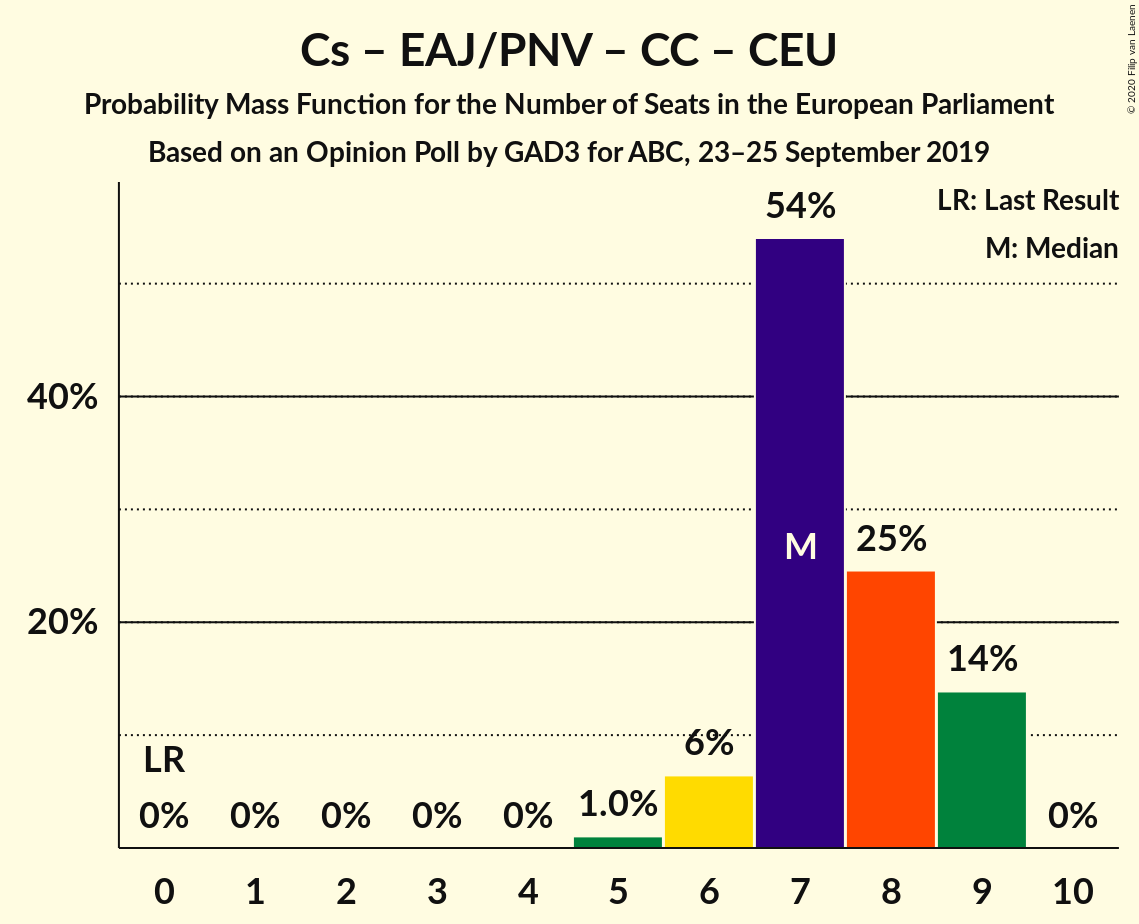 Cs – EAJ/PNV – CC – CEU
Probability Mass Function for the Number of Seats in the European Parliament
Based on an Opinion Poll by GAD3 for ABC, 23–25 September 2019
© 2020 Filip van Laenen
LR: Last Result
M: Median
54%
40%
M
25%
20%
14%
6%
LR
1.0%
0% 0% 0% 0% 0% 0%
0 1 2 3 4 5 6 7 8 9 10